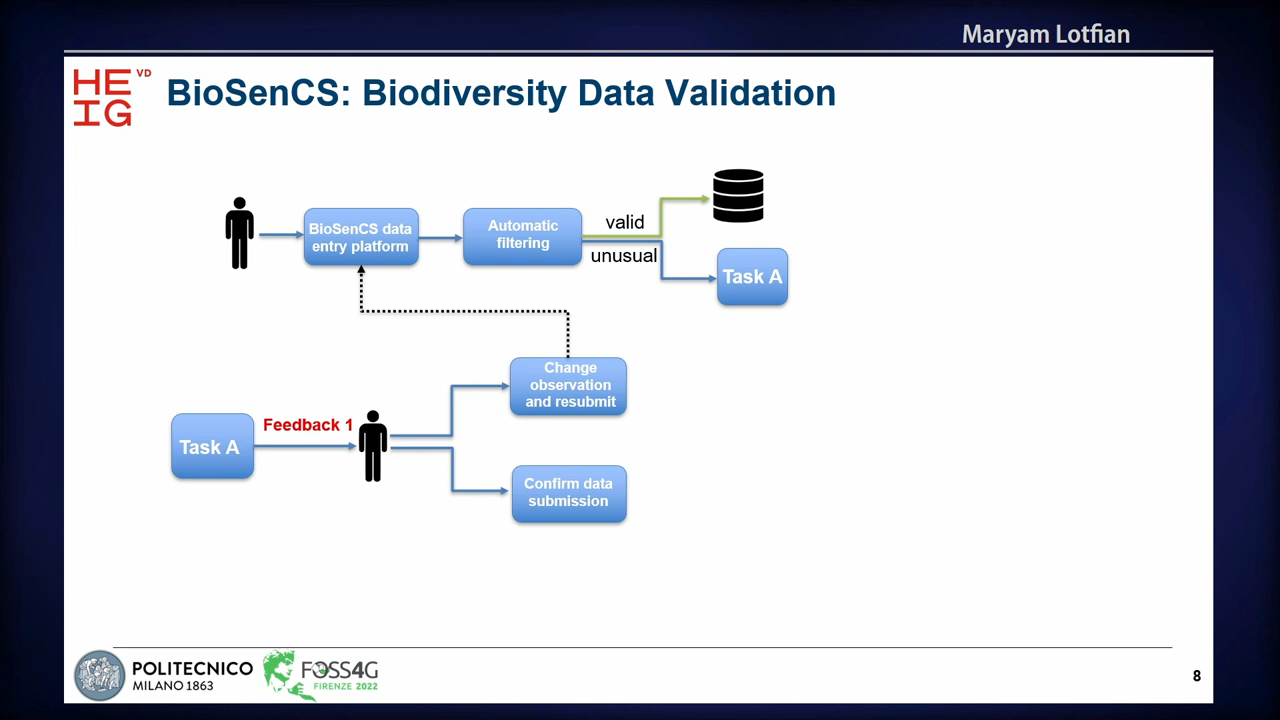 Maryam Lotfian
HE VD
IG
BioSenCS: Biodiversity Data Validation
BioSenCS data
entry platform
Automatic
filtering
valid
unusual
Task A
Change
observation
and resubmit
Task A
Feedback 1
Confirm data
submission
POLITECNICO
MILANO 1863
FOSS4G
FIRENZE 2022
8